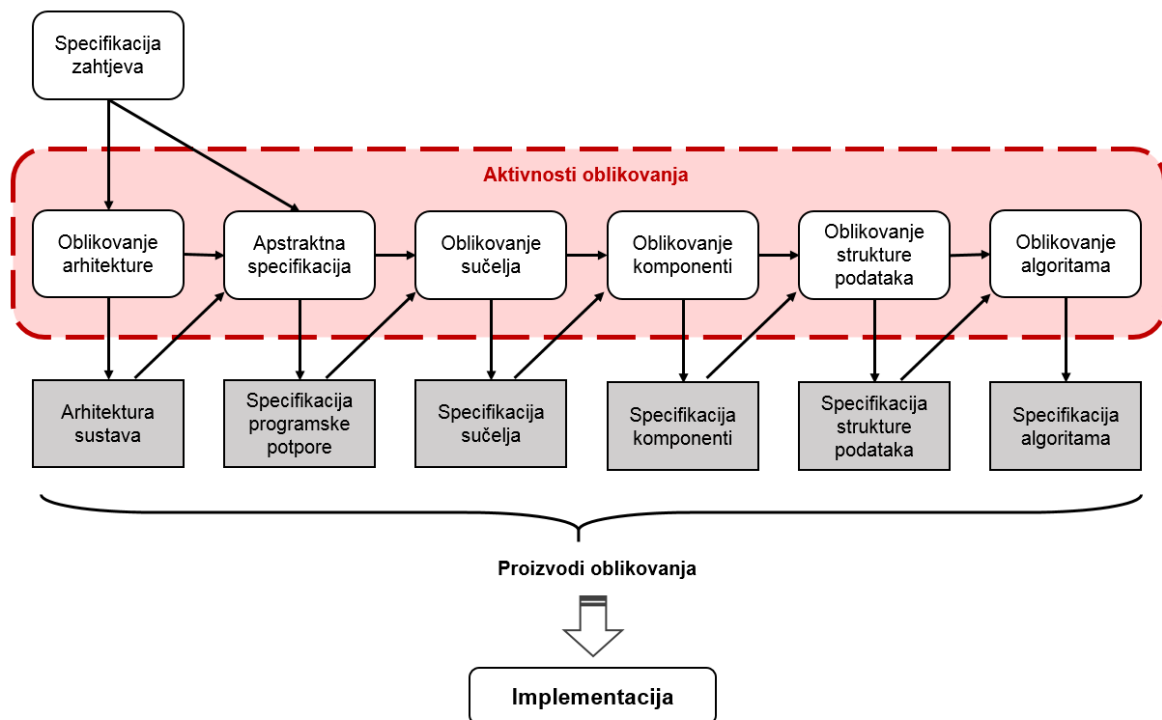 Specifikacija
zahtjeva
Aktivnosti oblikovanja
Oblikovanje
arhitekture
Apstraktna
specifikacija
Oblikovanje
sučelja
Oblikovanje
komponenti
Oblikovanje
strukture
podataka
Oblikovanje
algoritama
Arhitektura
sustava
Specifikacija
programske
potpore
Specifikacija
sučelja
Specifikacija
komponenti
Specifikacija
strukture
podataka
Specifikacija
algoritama
Proizvodi oblikovanja
Implementacija